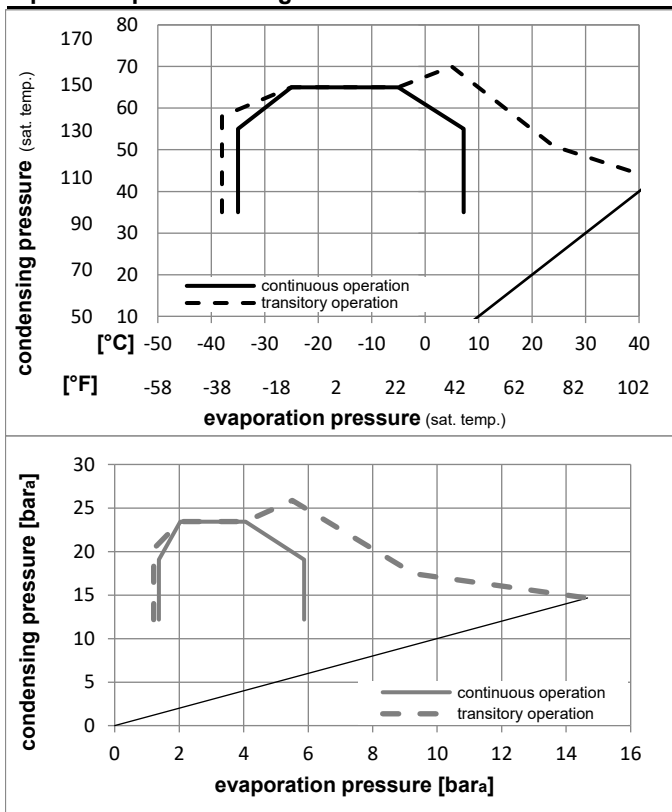 170
150
130
110
90
70
50
80
70
60
50
40
30
20
10
condensing pressure (sat. temp.)
continuous operation
transitory operation
[°C] -50 -40 -30 -20 -10 0 10 20 30 40
[°F] -58 -38 -18 2 22 42 62 82 102
evaporation pressure (sat. temp.)
30
25
20
15
10
5
0
condensing pressure [bara]
continuous operation
transitory operation
0 2 4 6 8 10 12 14 16
evaporation pressure [bara]